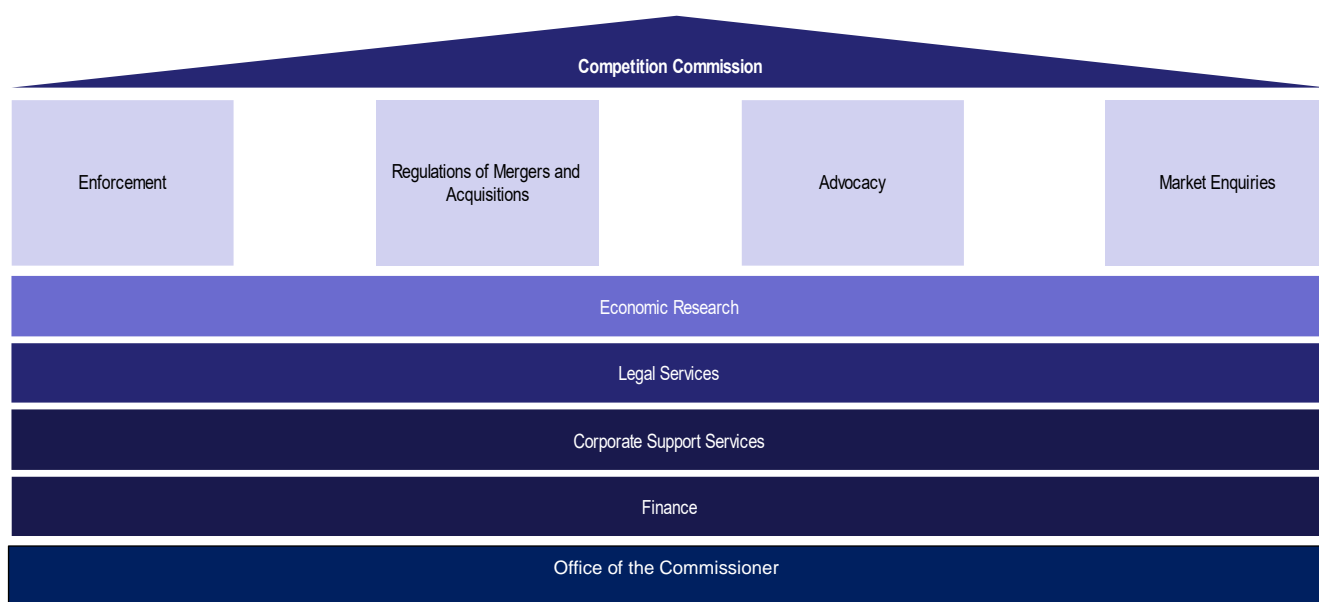 Competition Commission
Enforcement
Regulations of Mergers and
Acquisitions
Advocacy
Market Enquiries
Economic Research
Legal Services
Corporate Support Services
Finance
Office of the Commissioner